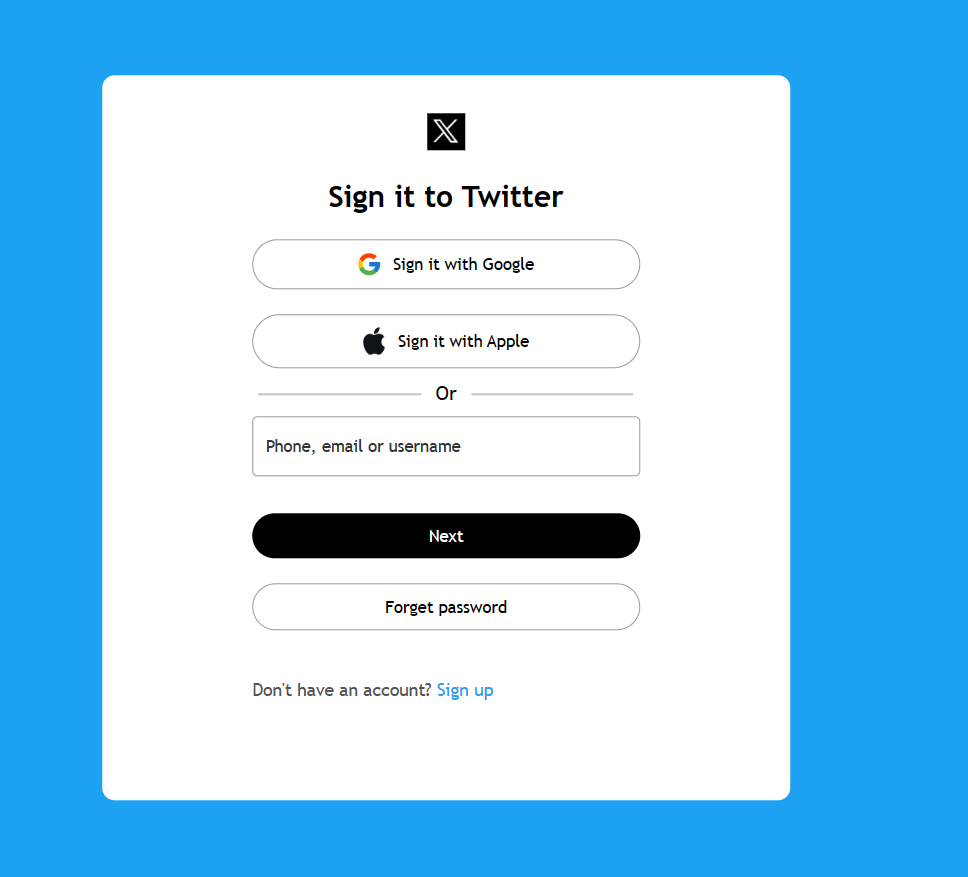 Sign it to Twitter
Sign it with Google
Sign it with Apple
Or
Phone, email or username
Next
Forget password
Don't have an account? Sign up